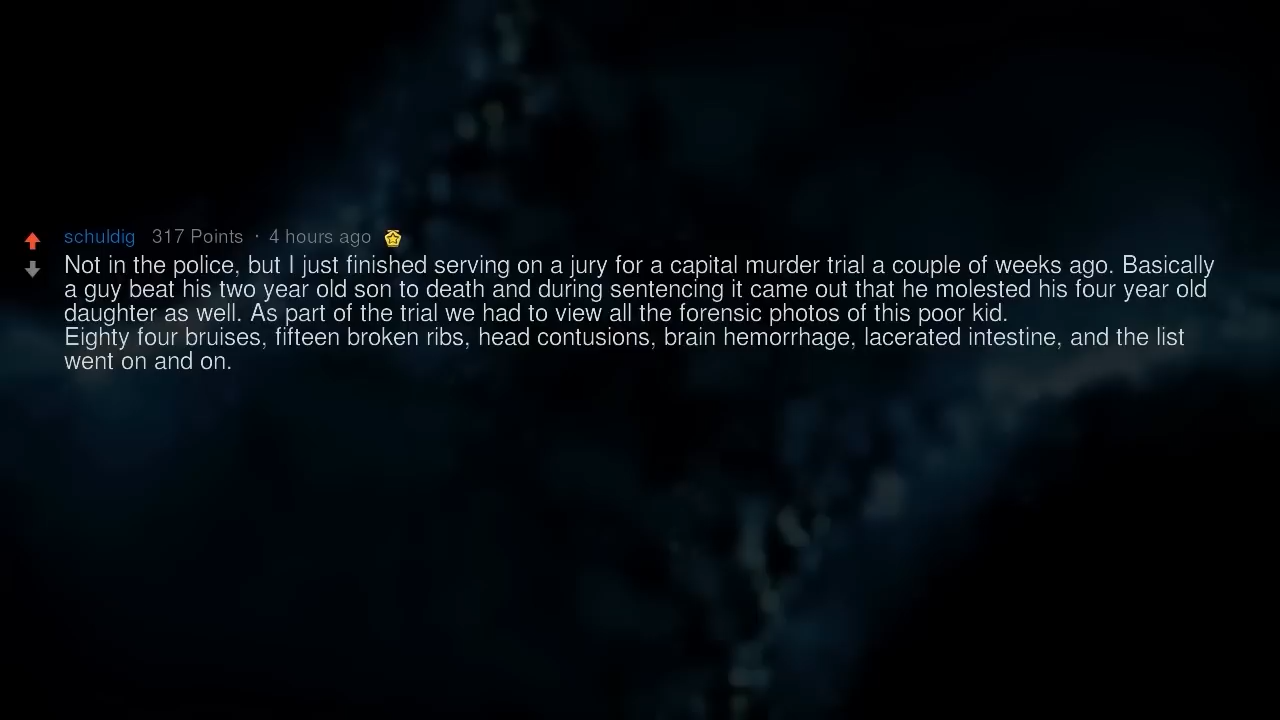 schuldig 317 Points · 4 hours ago
Not in the police, but I just finished serving on a jury for a capital murder trial a couple of weeks ago. Basically
a guy beat his two year old son to death and during sentencing it came out that he molested his four year old
daughter as well. As part of the trial we had to view all the forensic photos of this poor kid.
Eighty four bruises, fifteen broken ribs, head contusions, brain hemorrhage, lacerated intestine, and the list
went on and on.